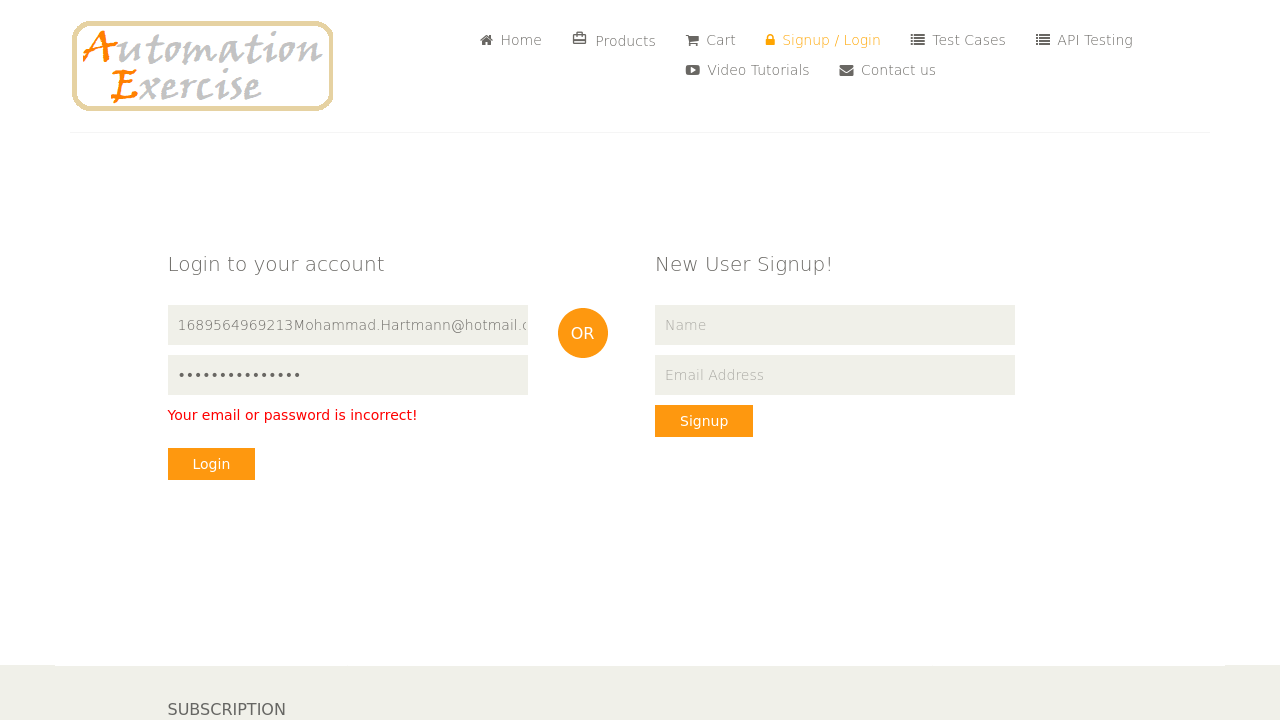 Automation
Exercise
Home
Products
Cart
Signup / Login
Test Cases
API Testing
Video Tutorials
Contact us
Login to your account
1689564969213Mohammad.Hartmann@hotmail.c
•••••••••••••••
Your email or password is incorrect!
Login
OR
New User Signup!
Name
Email Address
Signup
SUBSCRIPTION